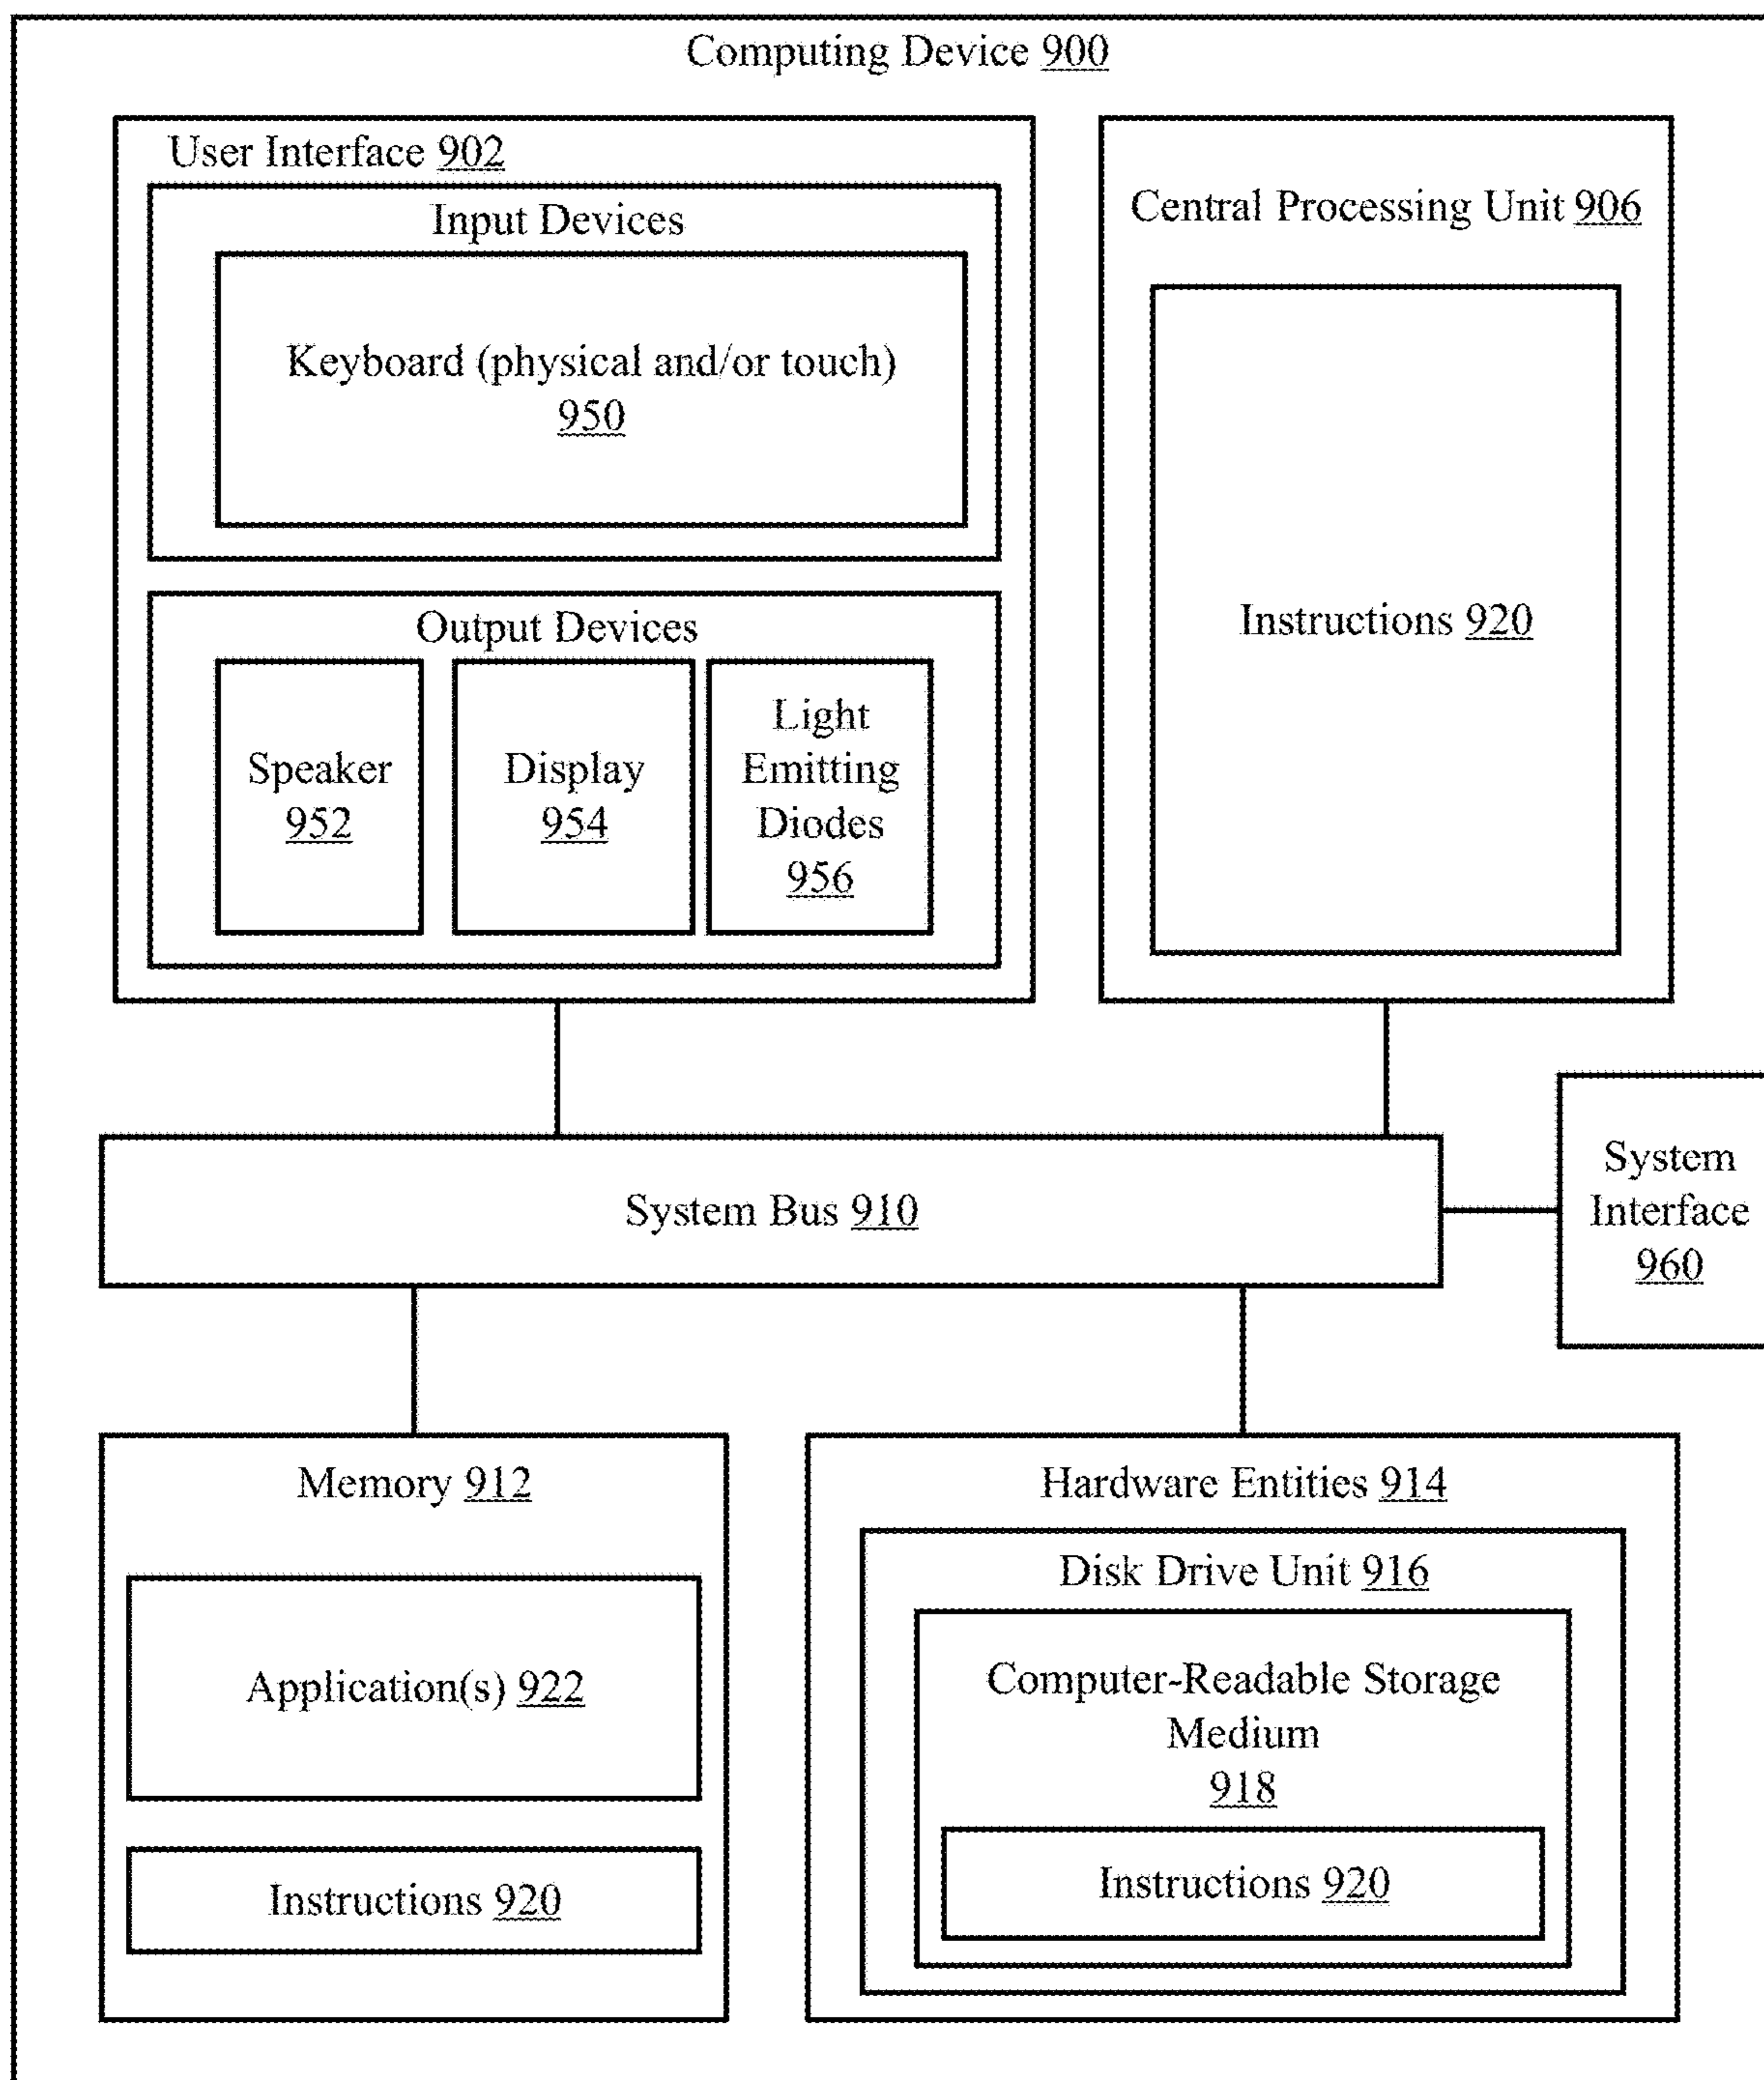 Computing Device 900
User Interface 902
Input Devices
Keyboard (physical and/or touch)
950
Output Devices
Speaker
952
Display
954
Light
Emitting
Diodes
956
Central Processing Unit 906
Instructions 920
System Bus 910
System
Interface
960
Memory 912
Application(s) 922
Instructions 920
Hardware Entities 914
Disk Drive Unit 916
Computer-Readable Storage
Medium
918
Instructions 920